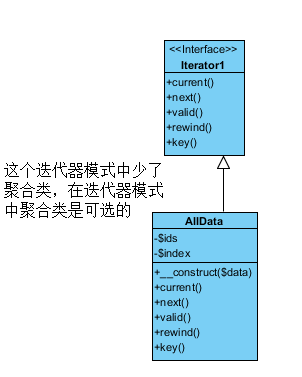 <<Interface>>
Iterator1
+current()
+next()
+valid()
+rewind()
+key()
这个迭代器模式中少了
聚合类，在迭代器模式
中聚合类是可选的
AllData
-$ids
-$index
+__construct($data)
+current()
+next()
+valid()
+rewind()
+key()